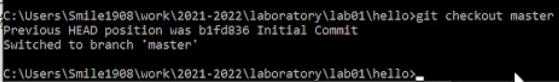 C:\Users\Smile1908\work\2021-2022\laboratory\lab01\hello>git checkout master
Previous HEAD position was b1fd836 Initial Commit
Switched to branch 'master'
C:\Users\Smile1908\work\2021-2022\laboratory\lab01\hello>